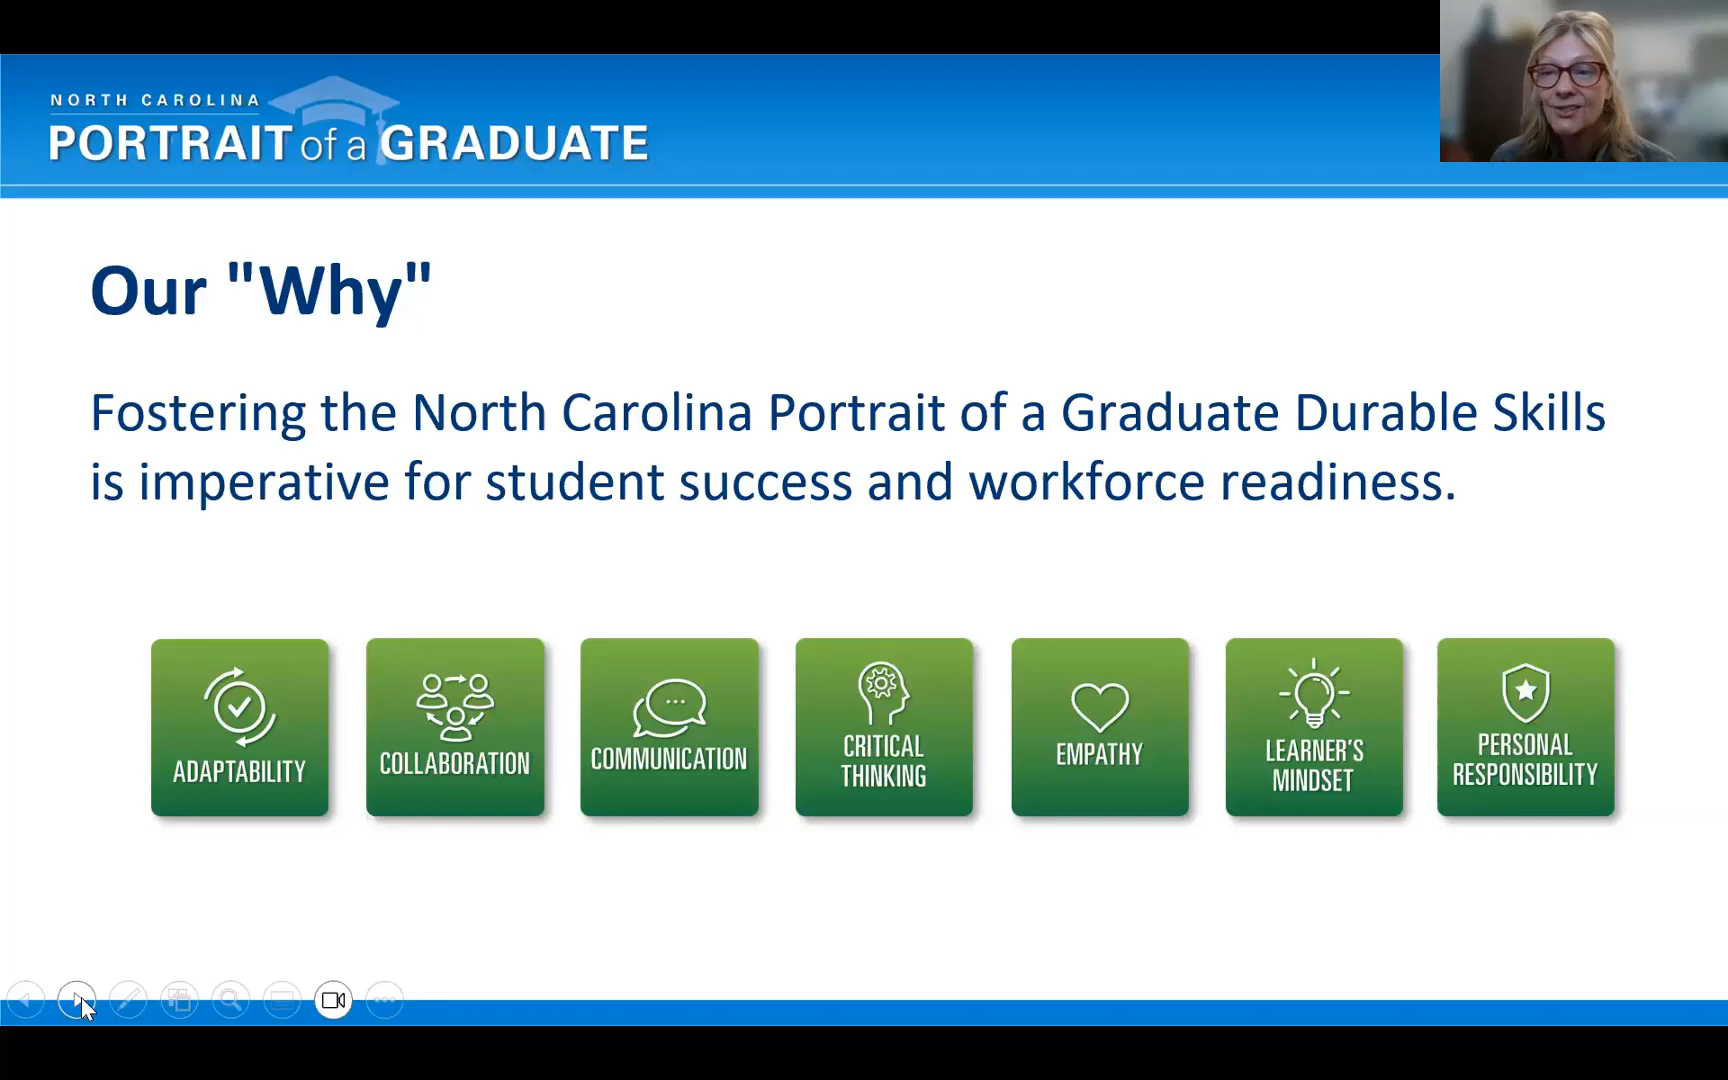 NORTH CAROLINA
PORTRAIT of a GRADUATE
Our "Why"
Fostering the North Carolina Portrait of a Graduate Durable Skills
is imperative for student success and workforce readiness.
ADAPTABILITY
COLLABORATION
COMMUNICATION
CRITICAL
THINKING
EMPATHY
LEARNER'S
MINDSET
PERSONAL
RESPONSIBILITY